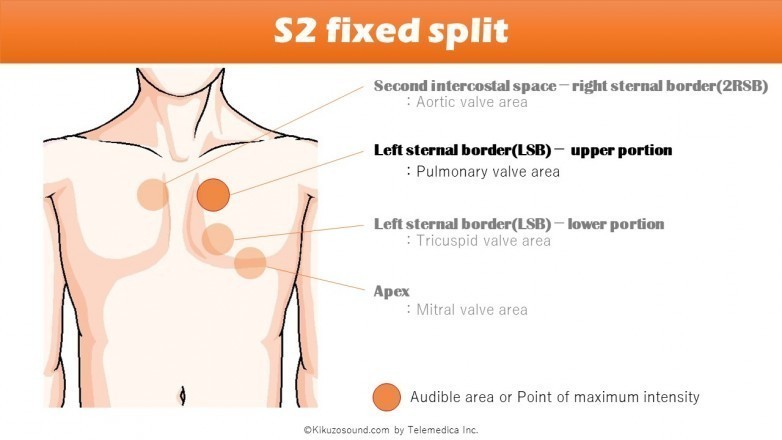 S2 fixed split
Second intercostal space－right sternal border(2RSB)
：Aortic valve area
Left sternal border(LSB)－ upper portion
：Pulmonary valve area
Left sternal border(LSB)－lower portion
：Tricuspid valve area
Apex
：Mitral valve area
Audible area or Point of maximum intensity
©Kikuzosound.com by Telemedica Inc.